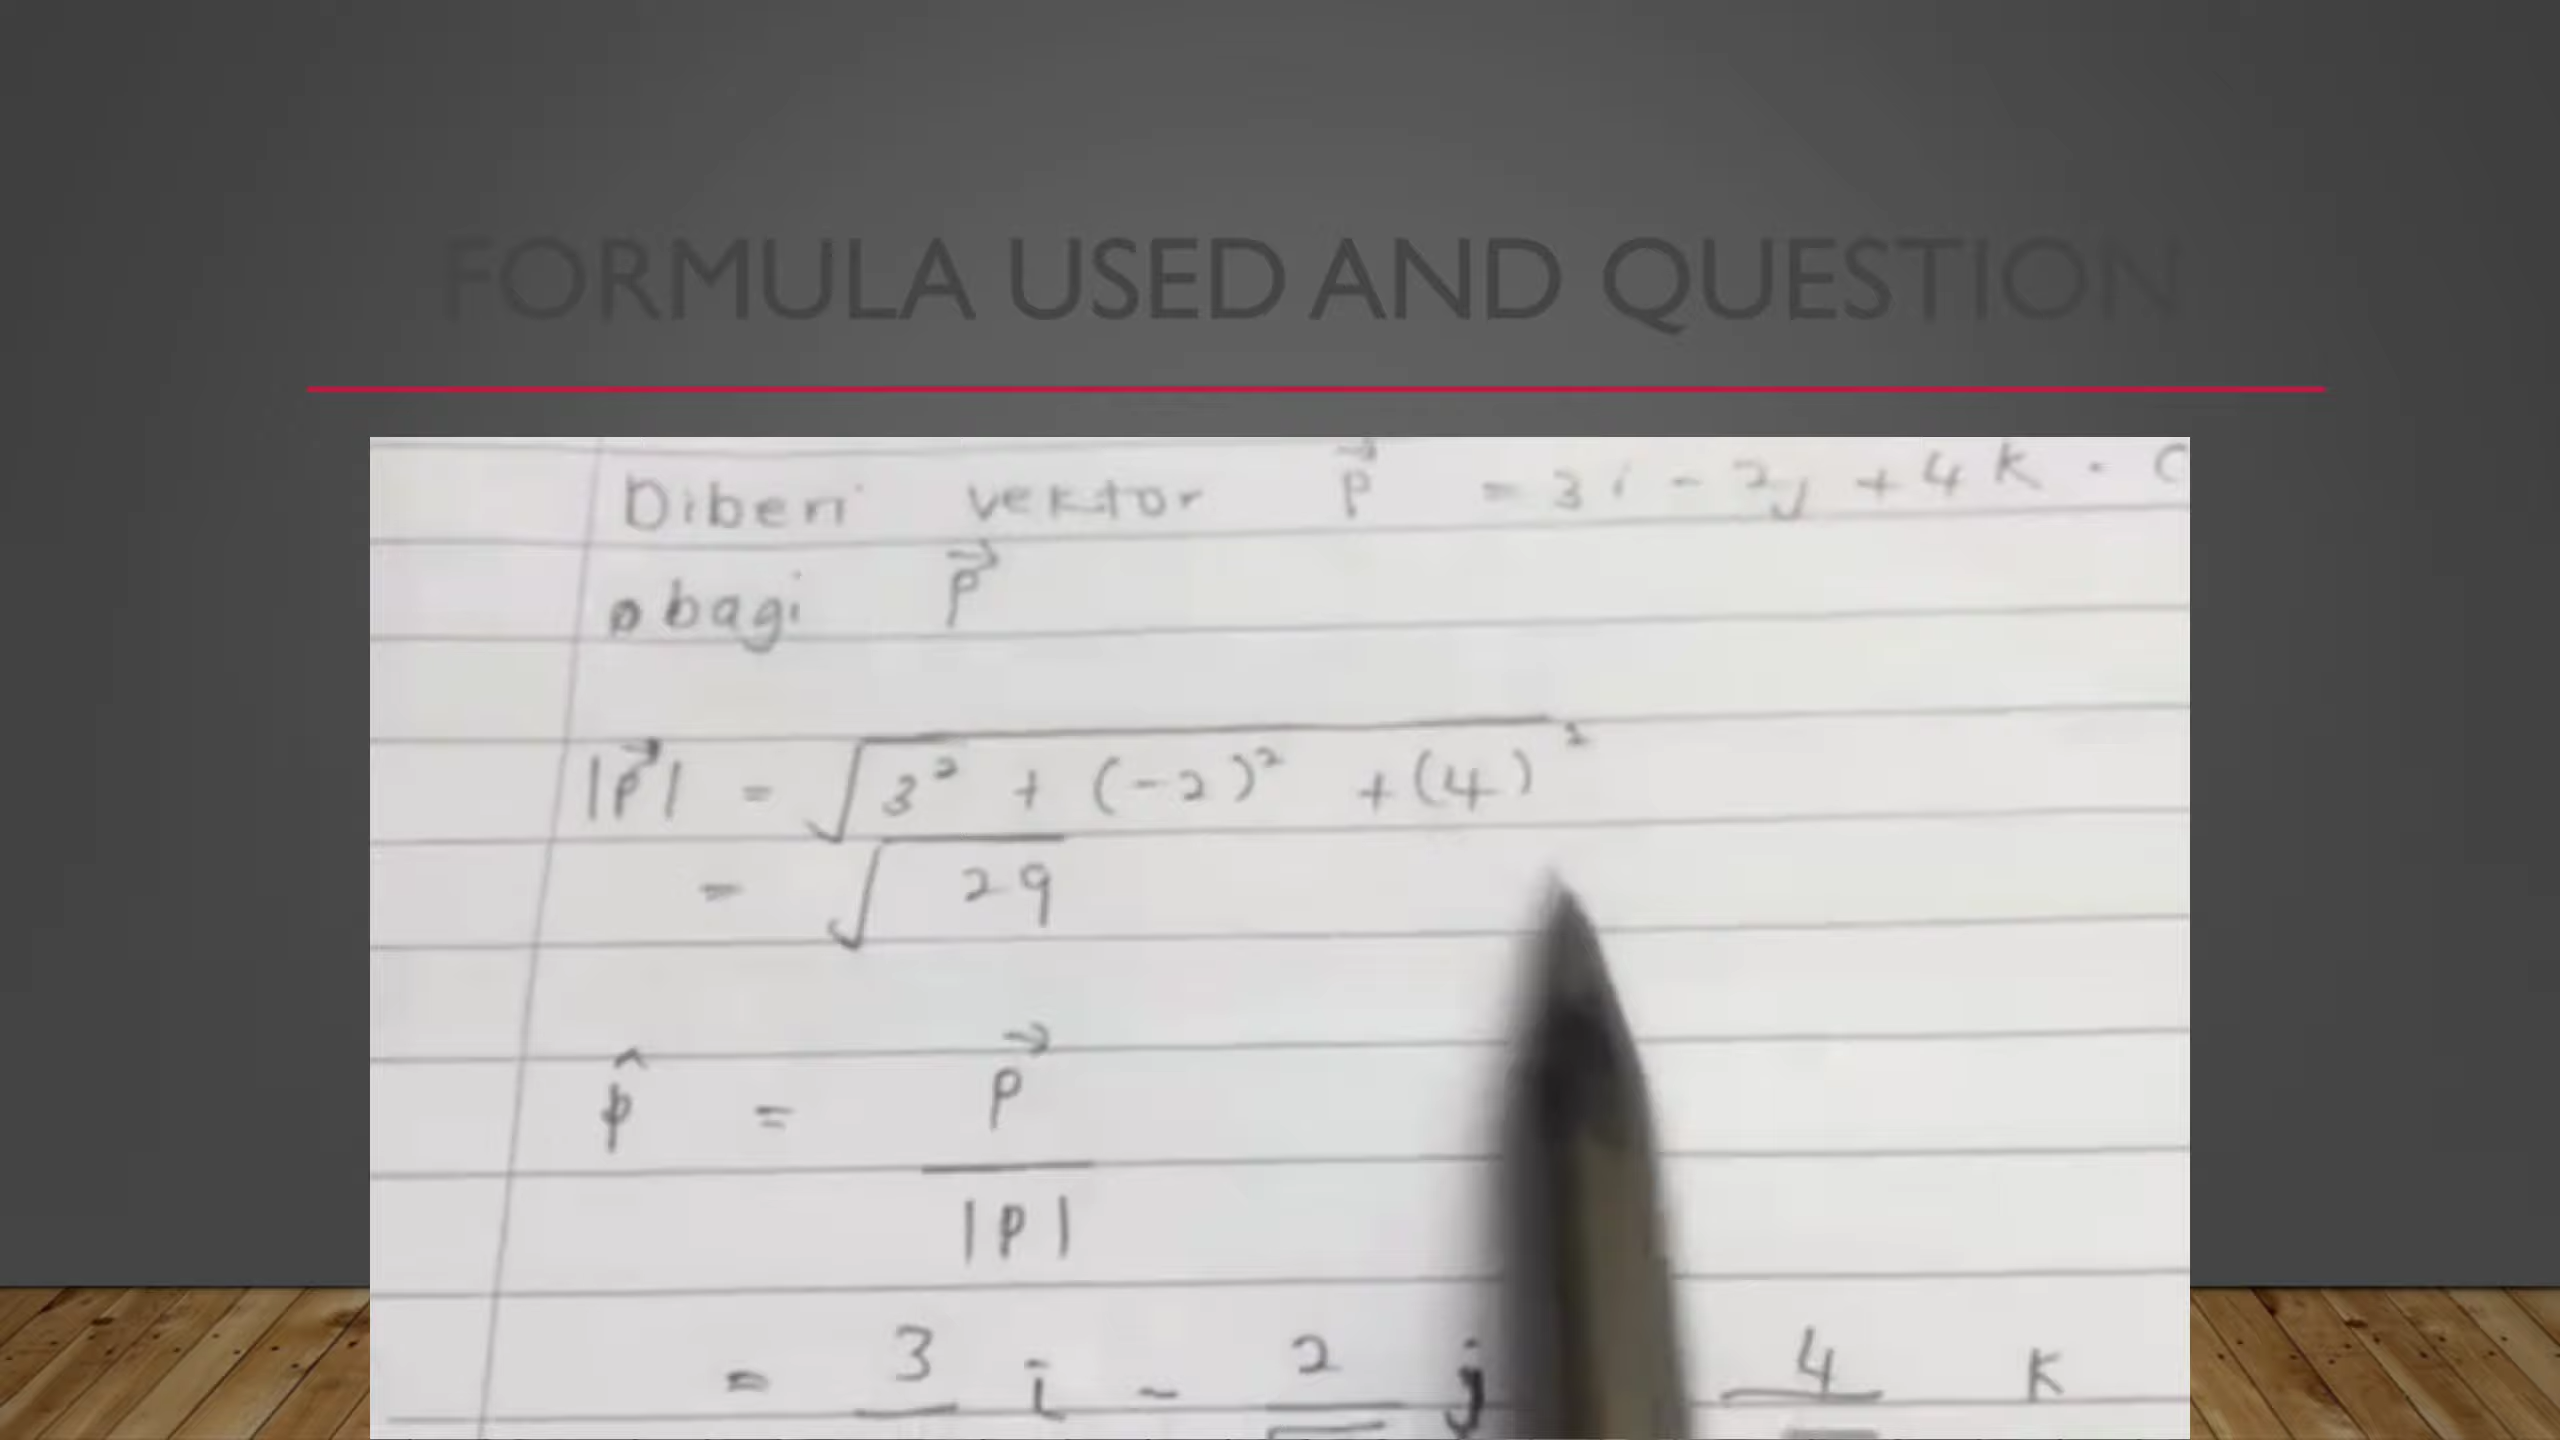 FORMULA USED AND QUESTION
Diberi vektor p⃗ = 3i - 2j + 4k .
bagi p⃗
|p⃗| = √(3² + (-2)² + (4)²)
= √29
p̂ = p⃗ / |p|
= 3 i - 2 j 4 k